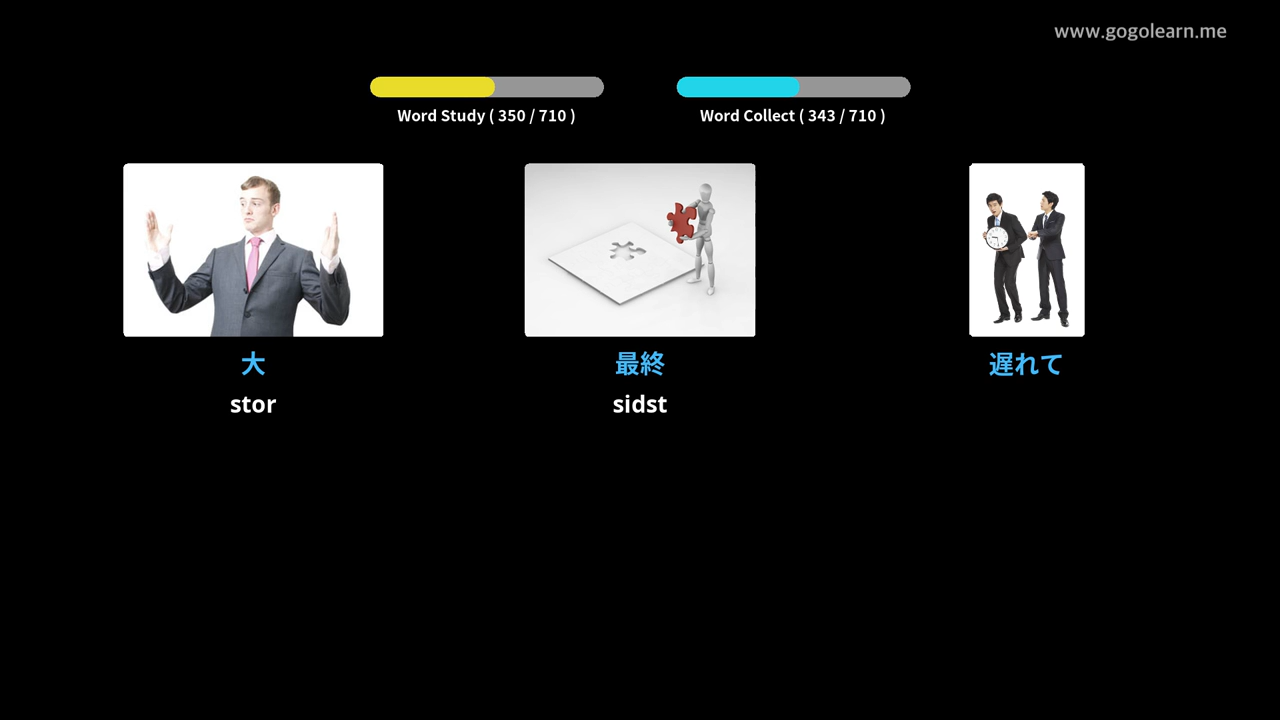 www.gogolearn.me
Word Study ( 350 / 710 )
Word Collect ( 343 / 710 )
大
最終
遅れて
stor
sidst